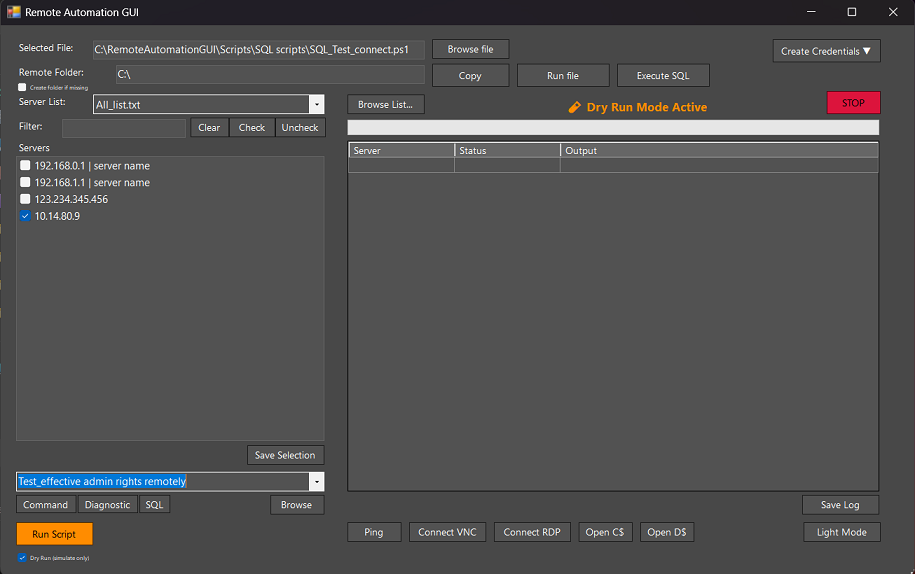 Remote Automation GUI
Selected File: C:\RemoteAutomationGUI\Scripts\SQL scripts\SQL_Test_connect.ps1 Browse file Create Credentials ▼
Remote Folder: C:\ Copy Run file Execute SQL
Create folder if missing
Server List: All_list.txt Browse List... Dry Run Mode Active STOP
Filter: Clear Check Uncheck
Servers
Server Status Output
192.168.0.1 | server name
192.168.1.1 | server name
123.234.345.456
10.14.80.9
Save Selection
Test_effective admin rights remotely
Command Diagnostic SQL Browse Save Log
Run Script Ping Connect VNC Connect RDP Open C$ Open D$ Light Mode
Dry Run (simulate only)